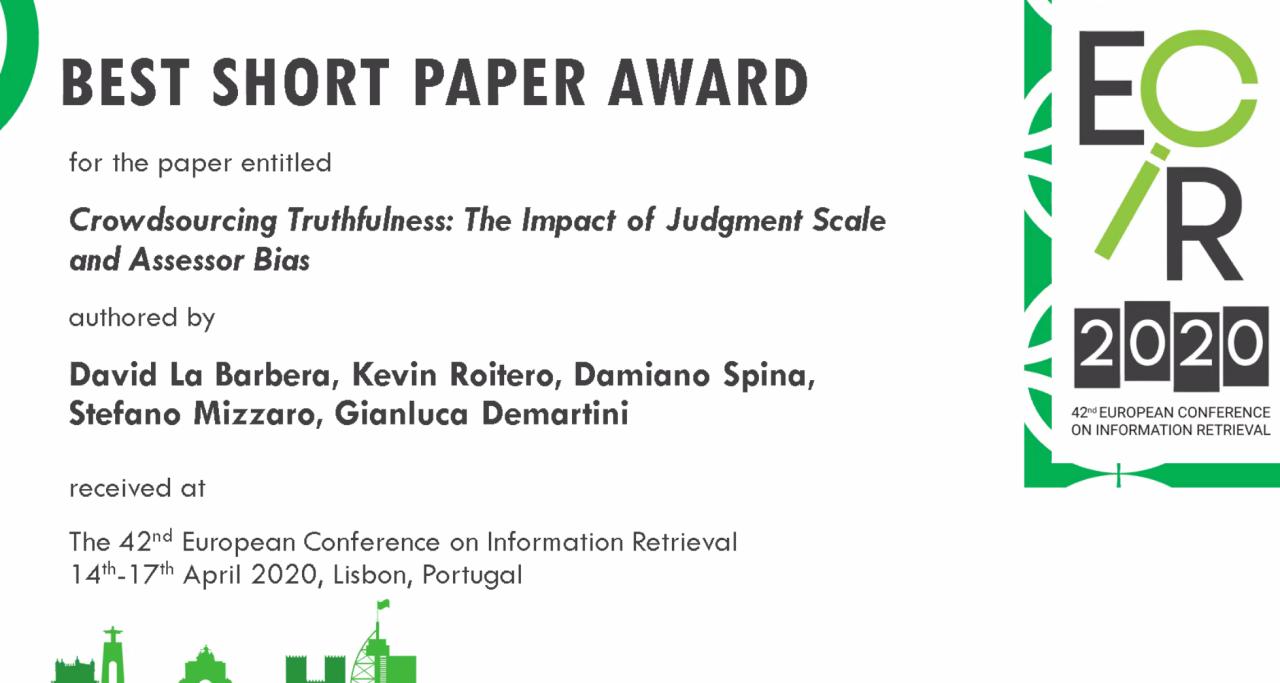 BEST SHORT PAPER AWARD
for the paper entitled
Crowdsourcing Truthfulness: The Impact of Judgment Scale
and Assessor Bias
authored by
David La Barbera, Kevin Roitero, Damiano Spina,
Stefano Mizzaro, Gianluca Demartini
received at
The 42nd European Conference on Information Retrieval
14th-17th April 2020, Lisbon, Portugal
ECIR
2020
42nd EUROPEAN CONFERENCE
ON INFORMATION RETRIEVAL